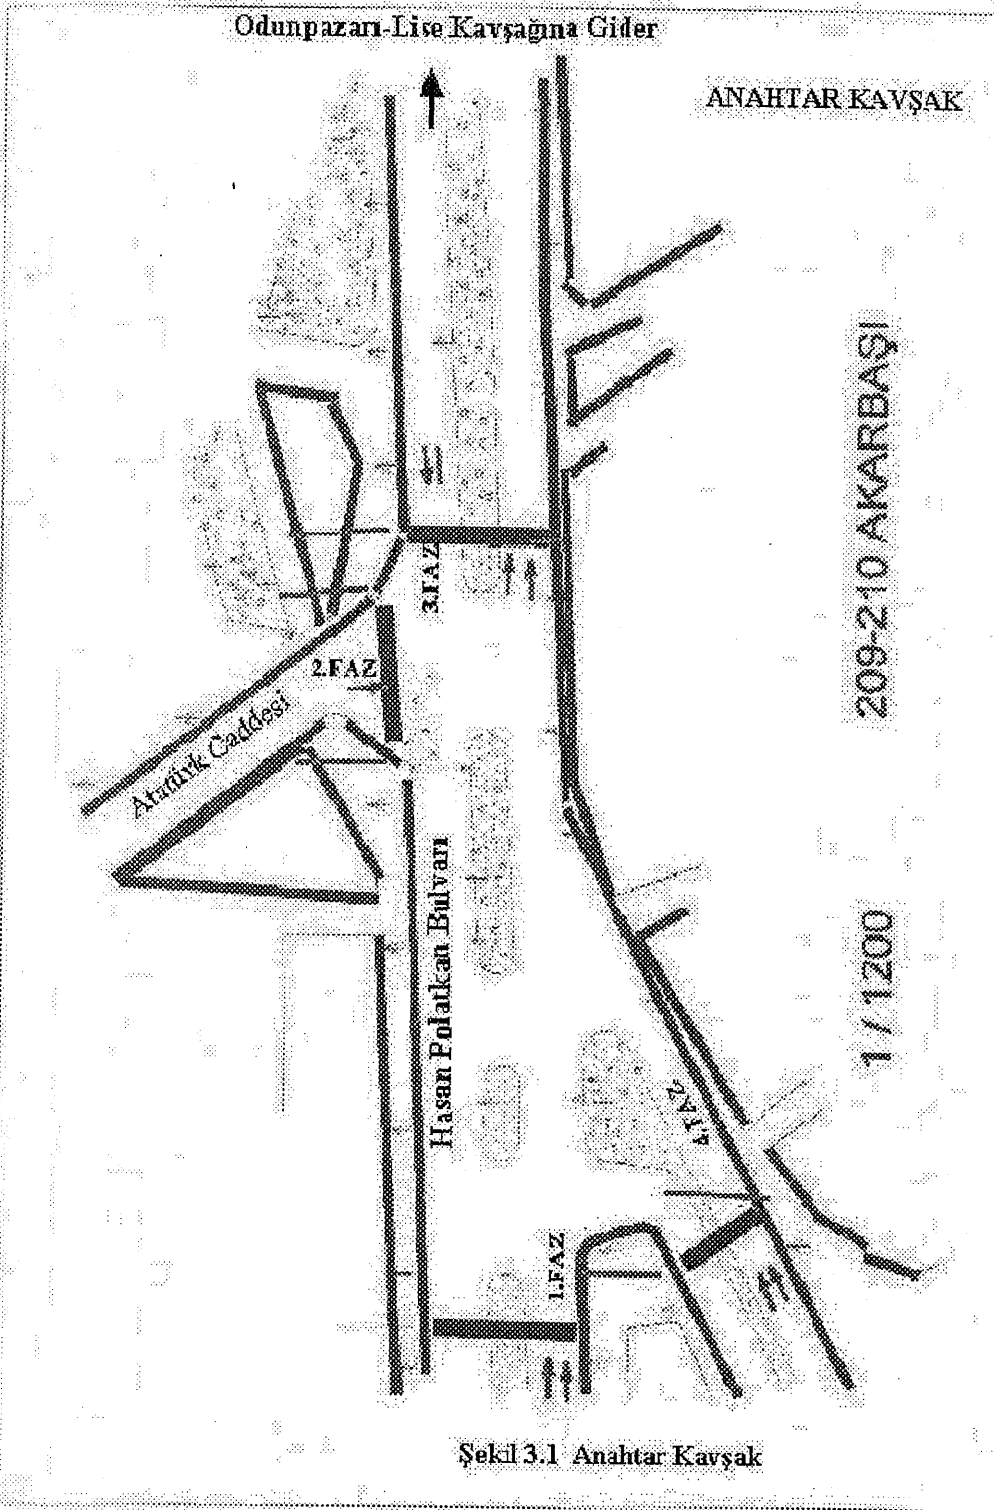 Odunpazarı-Lise Kavşağına Gider
ANAHTAR KAVŞAK
209-210 AKARBAŞI
3.FAZ
2.FAZ
Atatürk Caddesi
Hasan Polatkan Bulvarı
1 / 1200
4.FAZ
1.FAZ
Şekil 3.1 Anahtar Kavşak